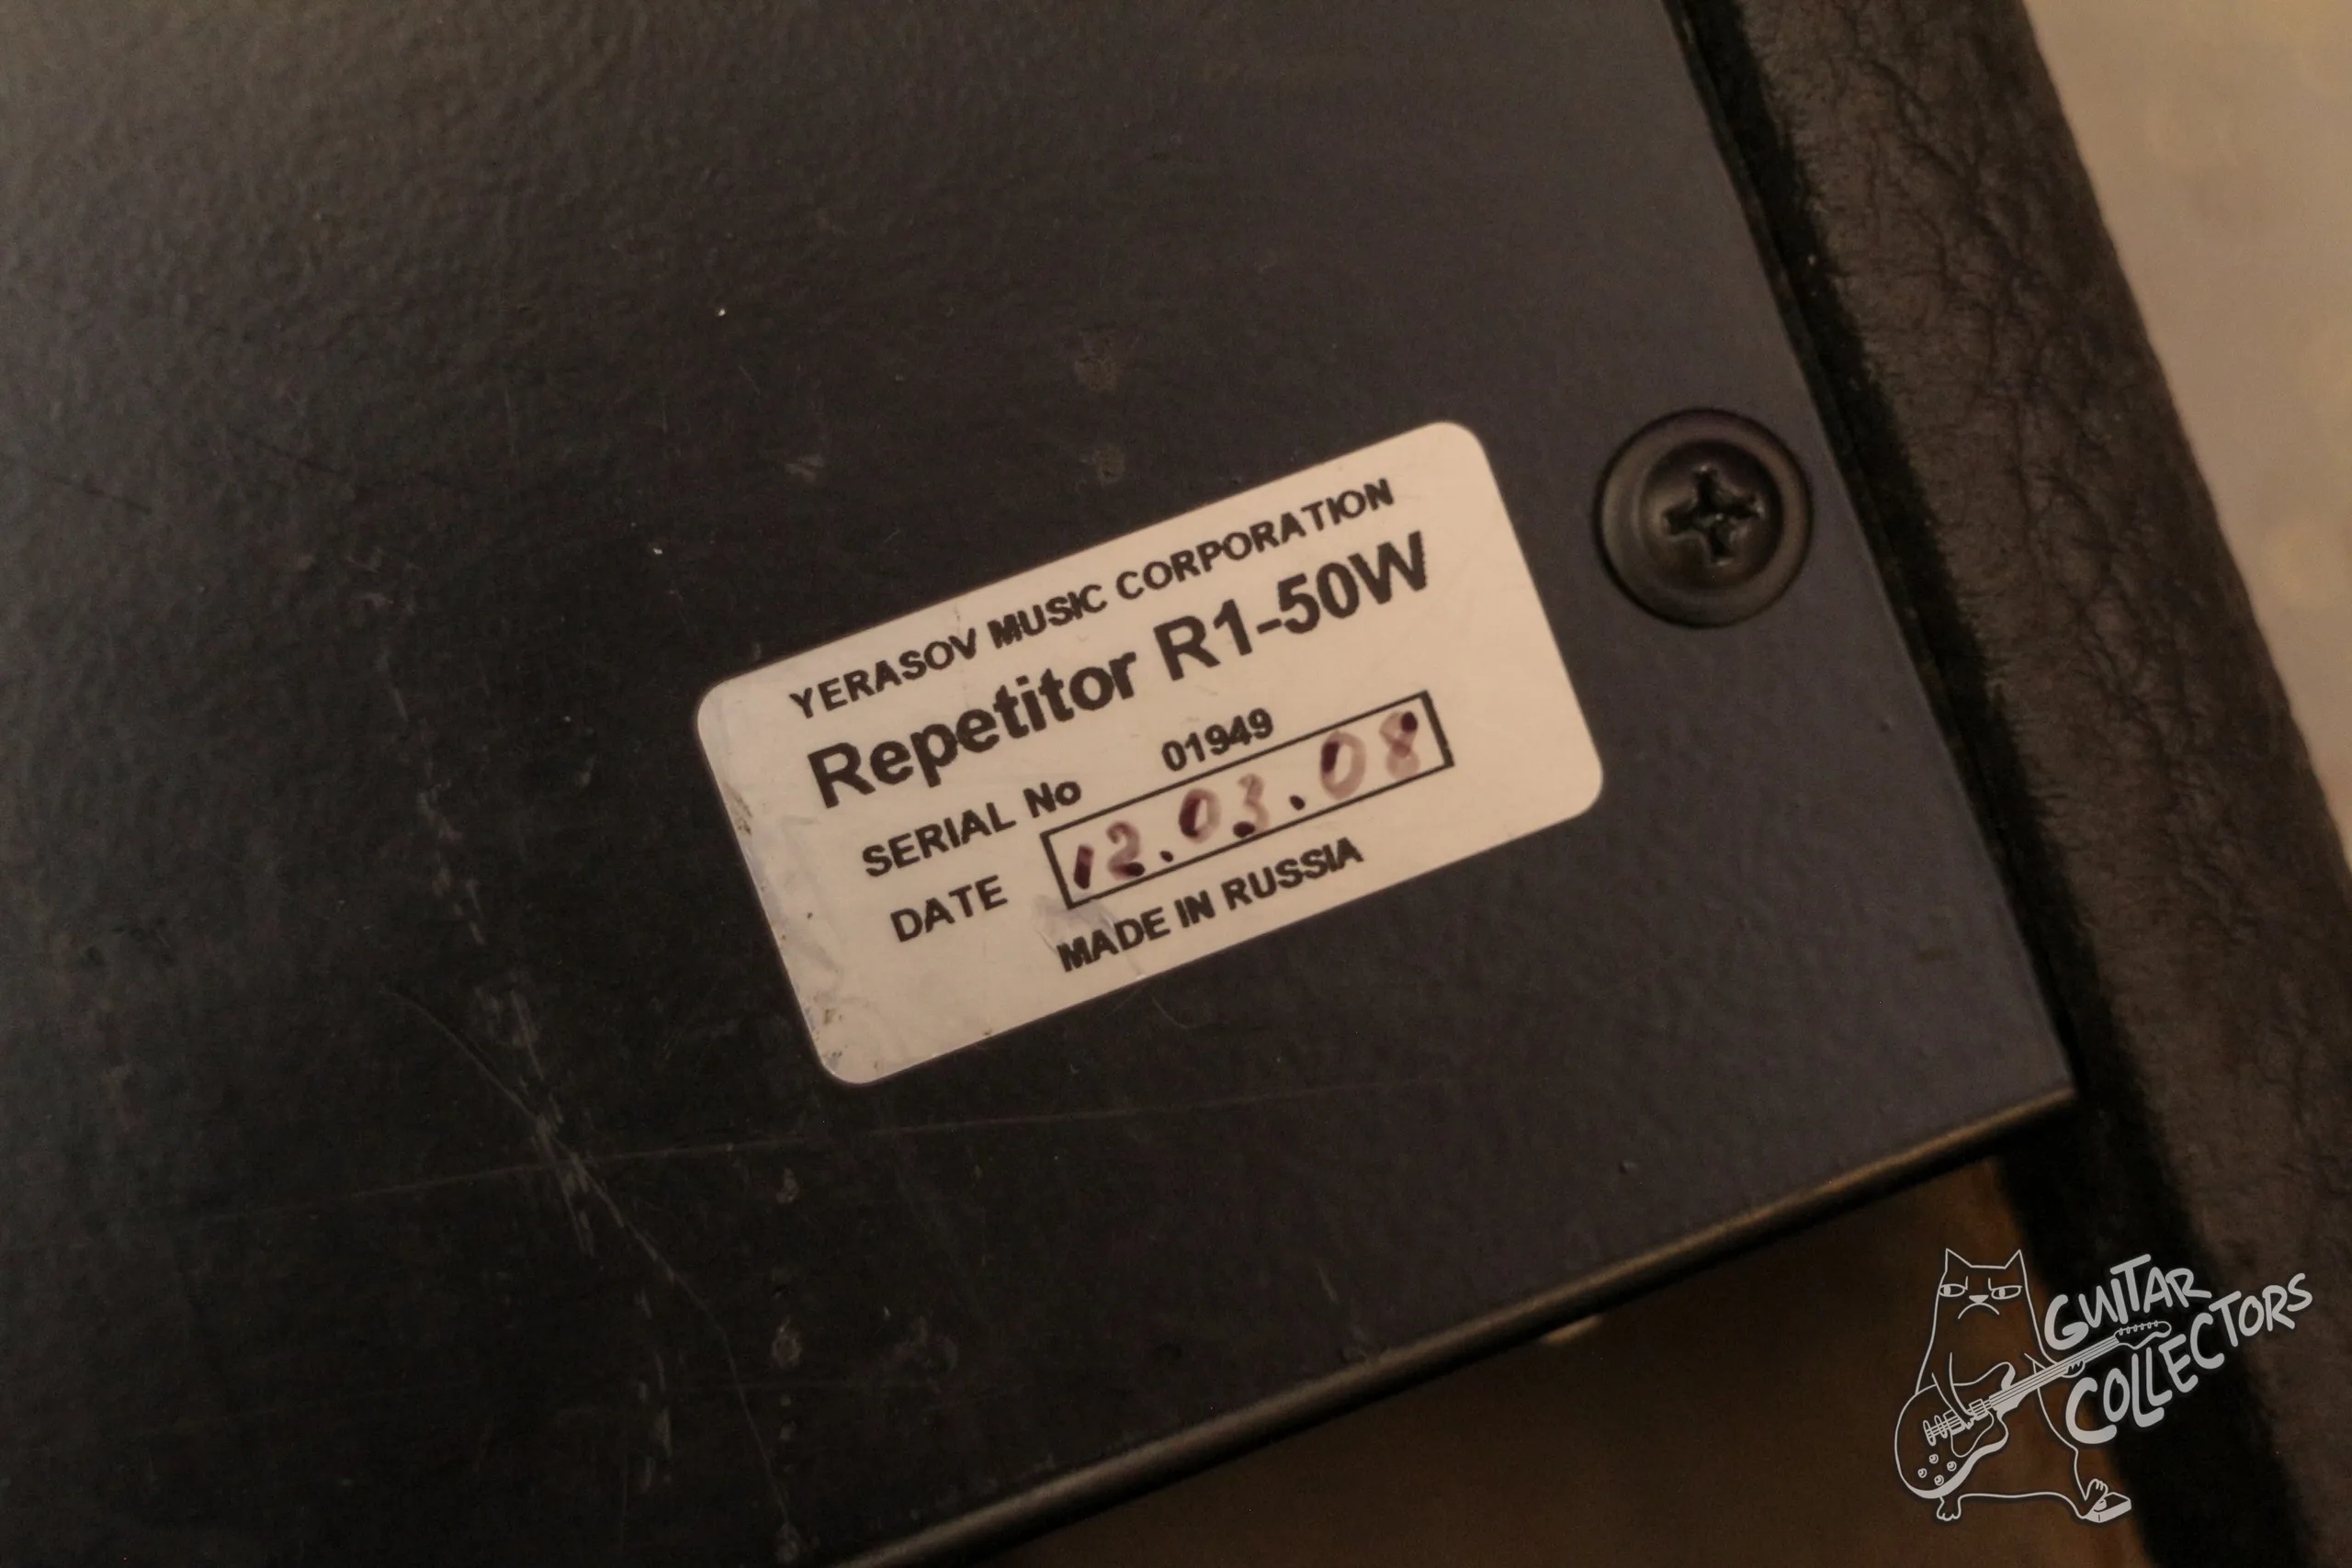 YERASOV MUSIC CORPORATION
Repetitor R1-50W
SERIAL No 01949
DATE 12.03.08
MADE IN RUSSIA
GUITAR
COLLECTORS